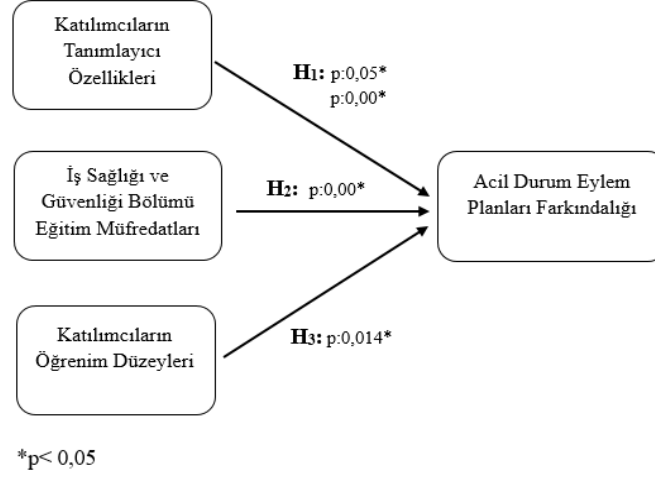 Katılımcıların
Tanımlayıcı
Özellikleri
H1: p:0,05*
p:0,00*
İş Sağlığı ve
Güvenliği Bölümü
Eğitim Müfredatları
H2: p:0,00*
Acil Durum Eylem
Planları Farkındalığı
Katılımcıların
Öğrenim Düzeyleri
H3: p:0,014*
*p< 0,05